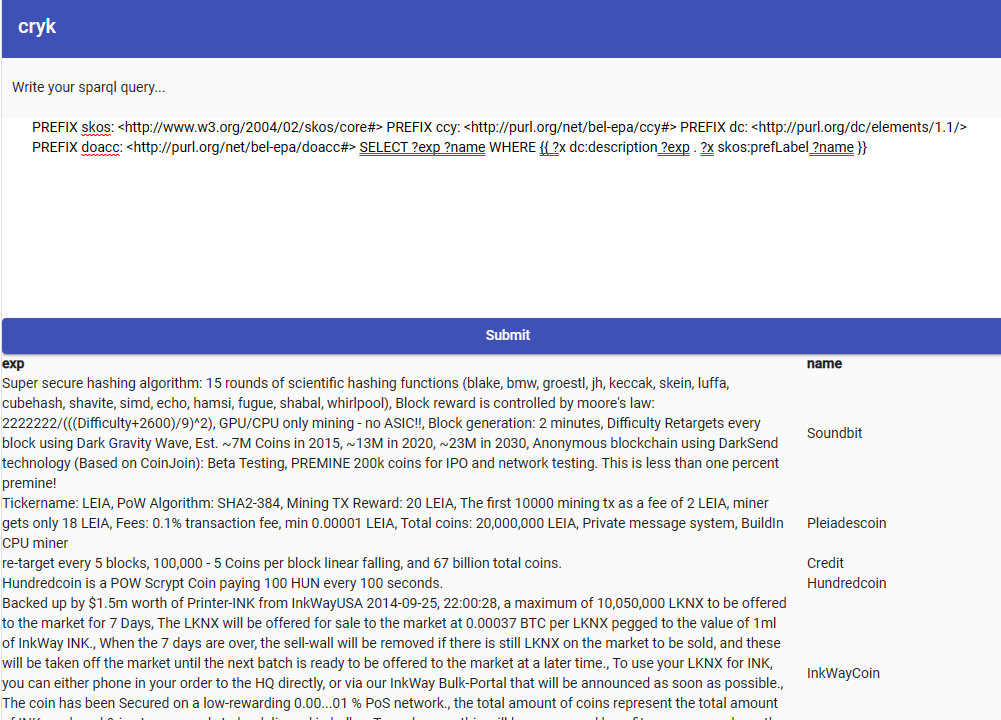 cryk
Write your sparql query...
PREFIX skos: <http://www.w3.org/2004/02/skos/core#> PREFIX ccy: <http://purl.org/net/bel-epa/ccy#> PREFIX dc: <http://purl.org/dc/elements/1.1/>
PREFIX doacc: <http://purl.org/net/bel-epa/doacc#> SELECT ?exp ?name WHERE {{ ?x dc:description ?exp . ?x skos:prefLabel ?name }}
Submit
exp name
Super secure hashing algorithm: 15 rounds of scientific hashing functions (blake, bmw, groestl, jh, keccak, skein, luffa,
cubehash, shavite, simd, echo, hamsi, fugue, shabal, whirlpool), Block reward is controlled by moore's law:
2222222/(((Difficulty+2600)/9)^2), GPU/CPU only mining - no ASIC!!, Block generation: 2 minutes, Difficulty Retargets every
block using Dark Gravity Wave, Est. ~7M Coins in 2015, ~13M in 2020, ~23M in 2030, Anonymous blockchain using DarkSend
technology (Based on CoinJoin): Beta Testing, PREMINE 200k coins for IPO and network testing. This is less than one percent
premine!
Soundbit
Tickername: LEIA, PoW Algorithm: SHA2-384, Mining TX Reward: 20 LEIA, The first 10000 mining tx as a fee of 2 LEIA, miner
gets only 18 LEIA, Fees: 0.1% transaction fee, min 0.00001 LEIA, Total coins: 20,000,000 LEIA, Private message system, BuildIn
CPU miner
Pleiadescoin
re-target every 5 blocks, 100,000 - 5 Coins per block linear falling, and 67 billion total coins.
Credit
Hundredcoin is a POW Scrypt Coin paying 100 HUN every 100 seconds.
Hundredcoin
Backed up by $1.5m worth of Printer-INK from InkWayUSA 2014-09-25, 22:00:28, a maximum of 10,050,000 LKNX to be offered
to the market for 7 Days, The LKNX will be offered for sale to the market at 0.00037 BTC per LKNX pegged to the value of 1ml
of InkWay INK., When the 7 days are over, the sell-wall will be removed if there is still LKNX on the market to be sold, and these
will be taken off the market until the next batch is ready to be offered to the market at a later time., To use your LKNX for INK,
you can either phone in your order to the HQ directly, or via our InkWay Bulk-Portal that will be announced as soon as possible.,
The coin has been Secured on a low-rewarding 0.00...01 % PoS network., the total amount of coins represent the total amount
InkWayCoin